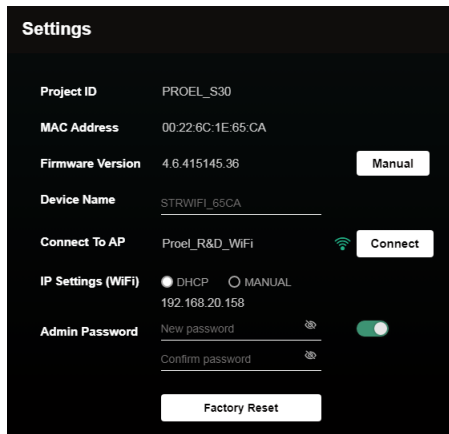 Settings
Project ID PROEL_S30
MAC Address 00:22:6C:1E:65:CA
Firmware Version 4.6.415145.36 Manual
Device Name STRWIFI_65CA
Connect To AP Proel_R&D_WiFi Connect
IP Settings (WiFi) DHCP MANUAL
192.168.20.158
Admin Password New password
Confirm password
Factory Reset